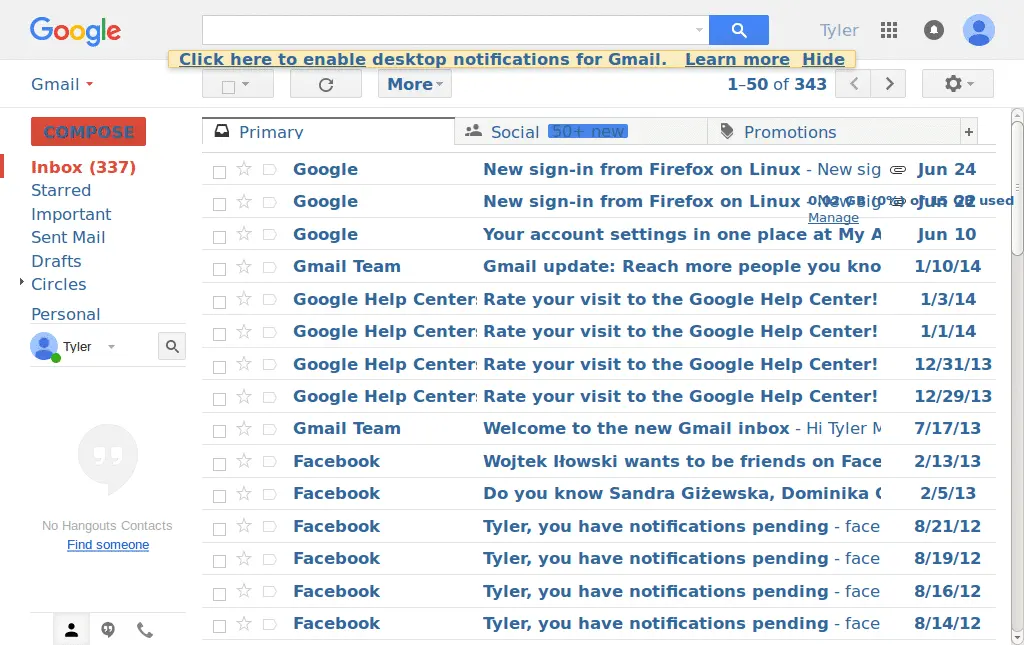 Google
Tyler
Click here to enable desktop notifications for Gmail. Learn more Hide
Gmail
More
1–50 of 343
COMPOSE
Primary
Social 50+ new
Promotions
+
Inbox (337)
Starred
Important
Sent Mail
Drafts
Circles
Personal
Tyler
No Hangouts Contacts
Find someone
Google New sign-in from Firefox on Linux - New sig Jun 24
Google New sign-in from Firefox on Linux - New sig Jun 22
0.02 GB (0%) of 15 GB used
Manage
Google Your account settings in one place at My A Jun 10
Gmail Team Gmail update: Reach more people you kno 1/10/14
Google Help Center Rate your visit to the Google Help Center! 1/3/14
Google Help Center Rate your visit to the Google Help Center! 1/1/14
Google Help Center Rate your visit to the Google Help Center! 12/31/13
Google Help Center Rate your visit to the Google Help Center! 12/29/13
Gmail Team Welcome to the new Gmail inbox - Hi Tyler M 7/17/13
Facebook Wojtek Iłowski wants to be friends on Face 2/13/13
Facebook Do you know Sandra Giżewska, Dominika 2/5/13
Facebook Tyler, you have notifications pending - face 8/21/12
Facebook Tyler, you have notifications pending - face 8/19/12
Facebook Tyler, you have notifications pending - face 8/16/12
Facebook Tyler, you have notifications pending - face 8/14/12